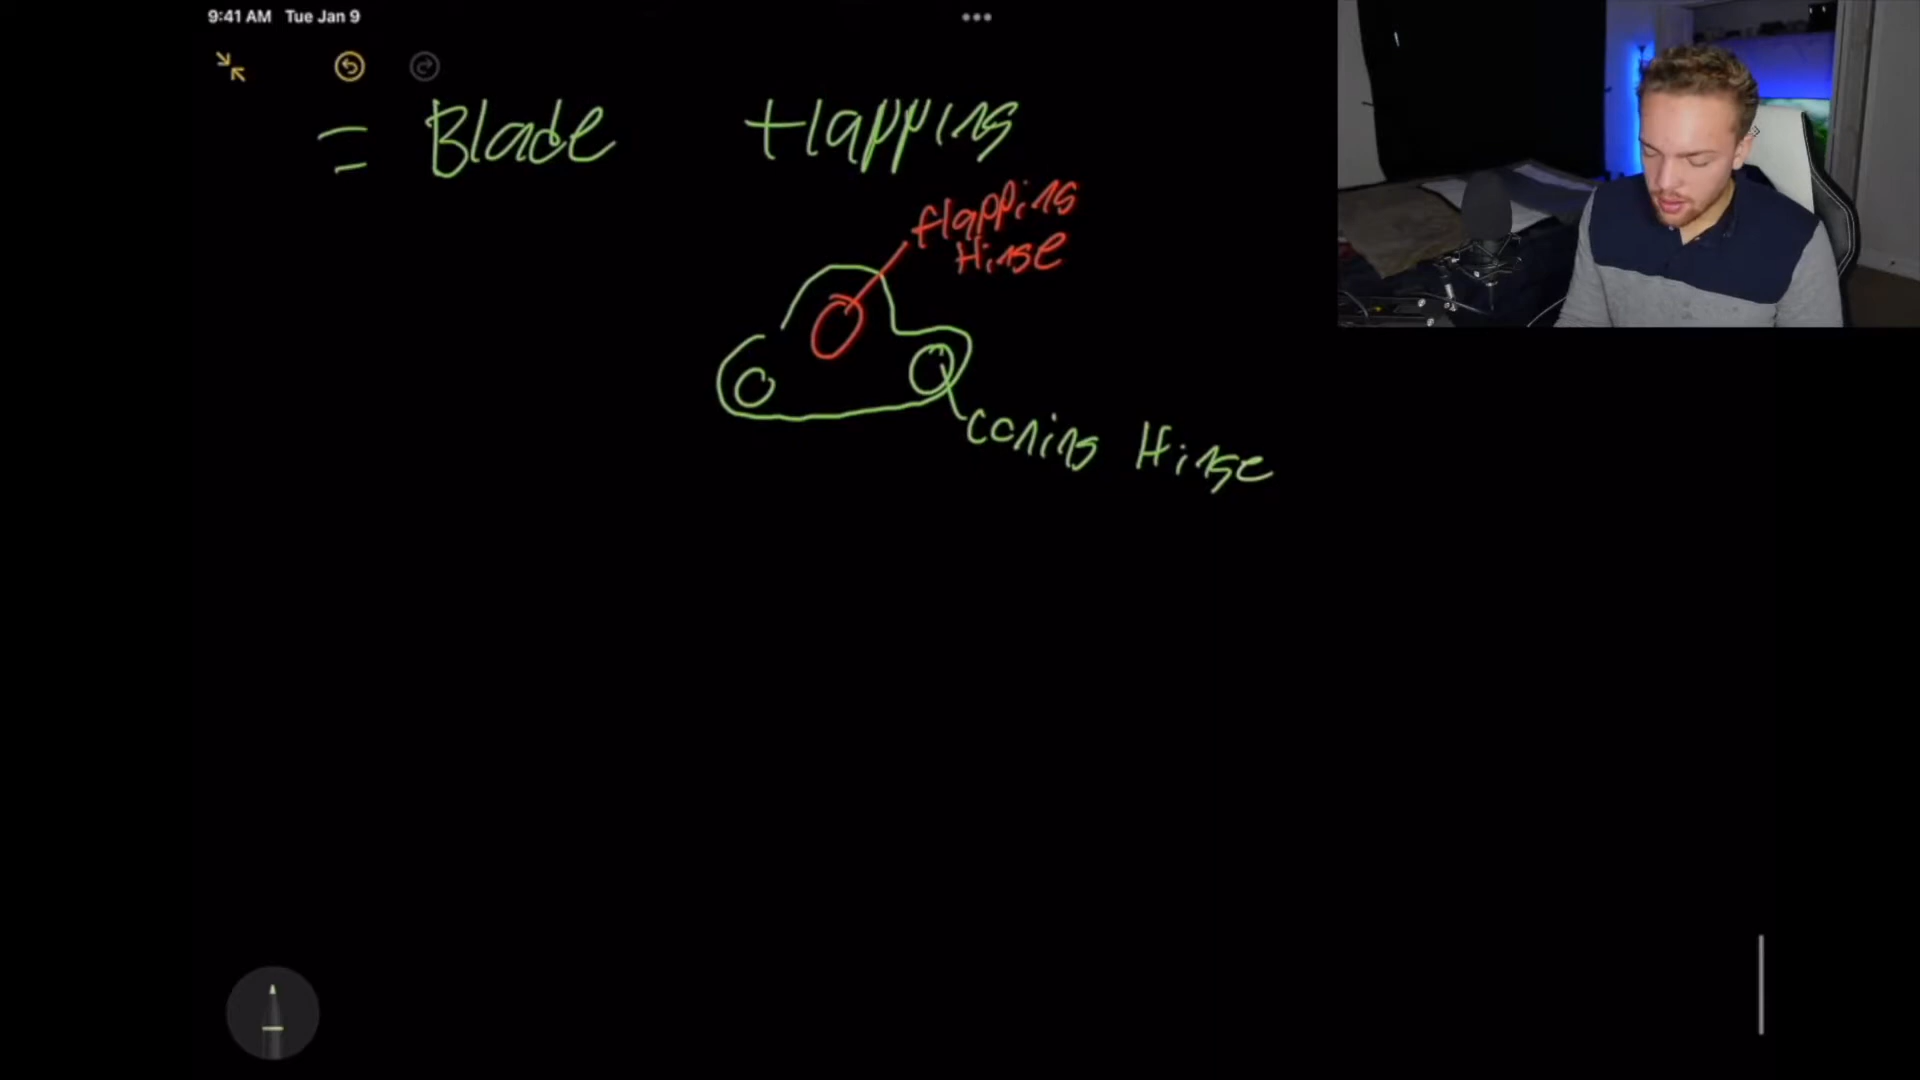 9:41 AM Tue Jan 9
= Blade Flapping
flapping
Hinge
Coning Hinge